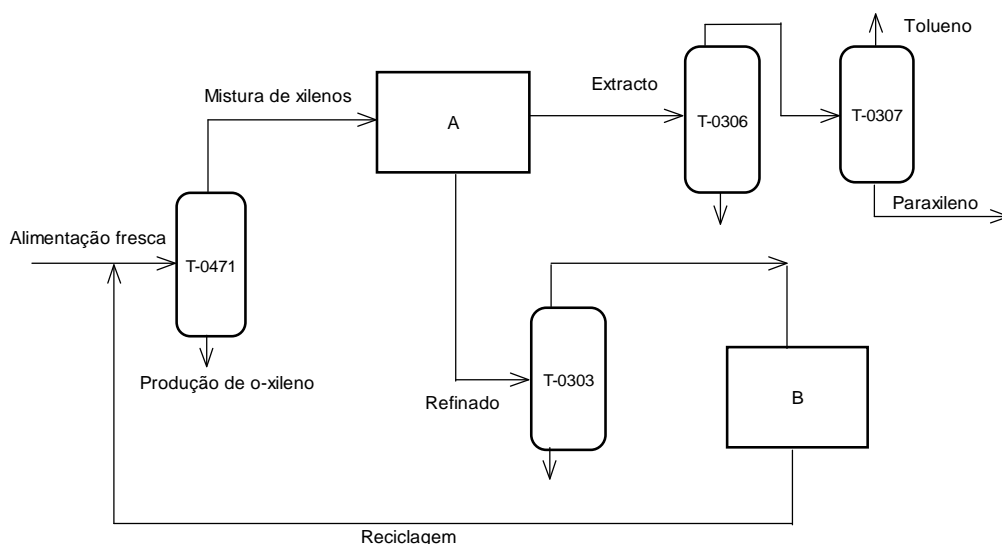 Tolueno
Mistura de xilenos
Extracto
A
T-0306
T-0307
Paraxileno
Alimentação fresca
T-0471
Produção de o-xileno
Refinado
T-0303
B
Reciclagem